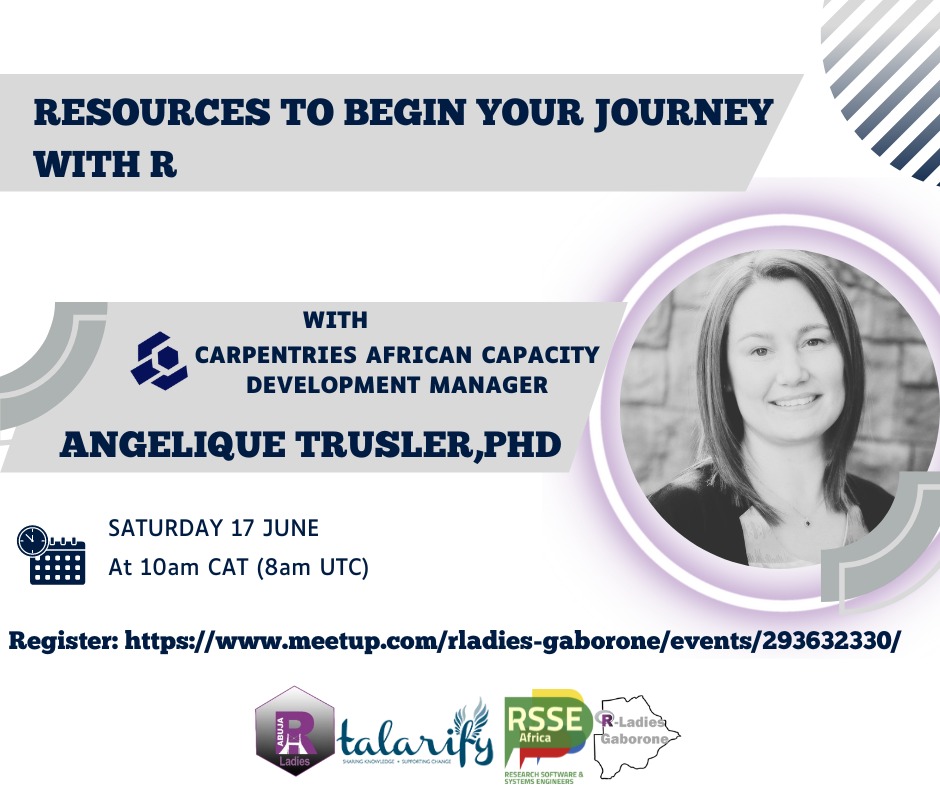 RESOURCES TO BEGIN YOUR JOURNEY
WITH R
WITH
CARPENTRIES AFRICAN CAPACITY
DEVELOPMENT MANAGER
ANGELIQUE TRUSLER,PHD
SATURDAY 17 JUNE
At 10am CAT (8am UTC)
Register: https://www.meetup.com/rladies-gaborone/events/293632330/
ABUJA
R
Ladies
talarify
SHARING KNOWLEDGE • SUPPORTING CHANGE
RSSE
Africa
RESEARCH SOFTWARE &
SYSTEMS ENGINEERS
R-Ladies
Gaborone